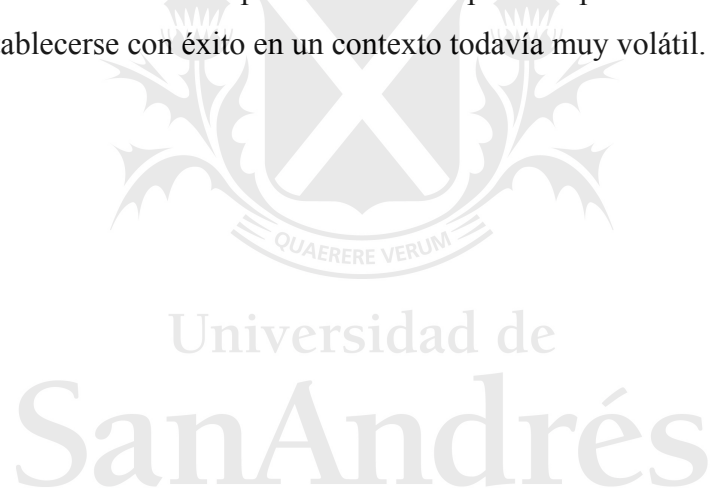 ablecerse con éxito en un contexto todavía muy volátil.
QUAERERE VERUM
Universidad de
SanAndrés